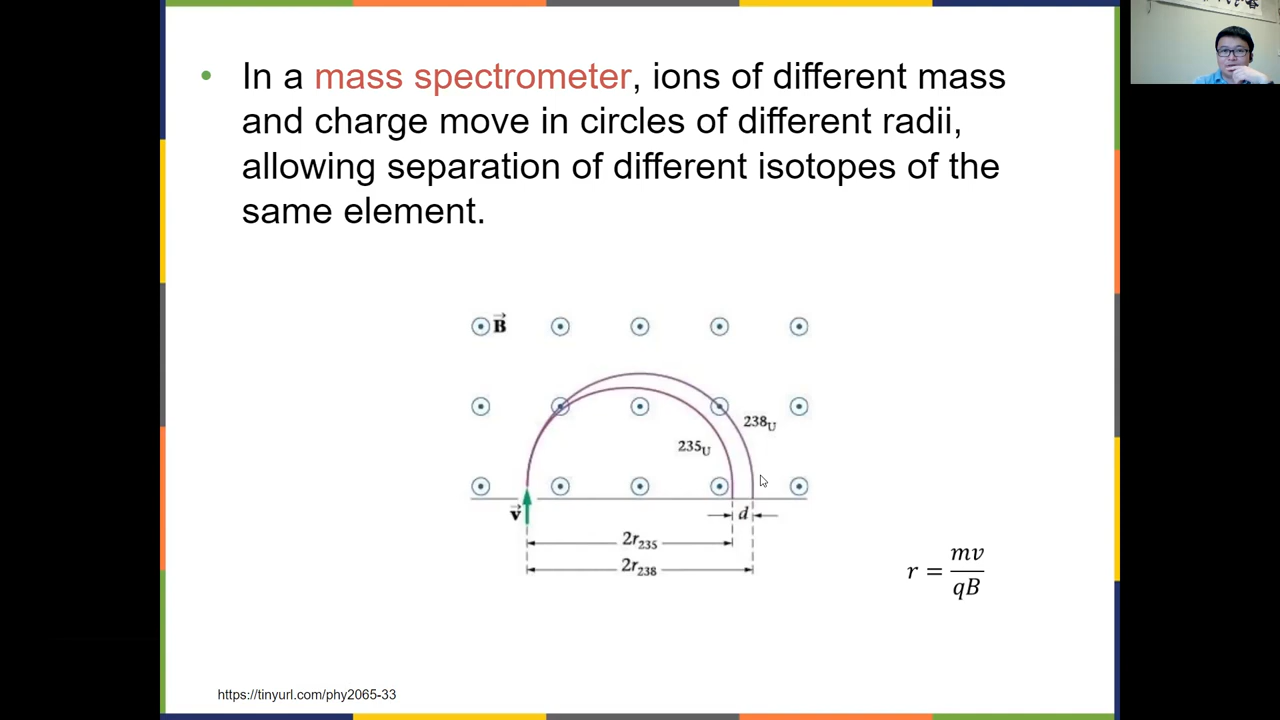 • In a mass spectrometer, ions of different mass
and charge move in circles of different radii,
allowing separation of different isotopes of the
same element.
B
238U
235U
v
d
2r235
2r238
r = mv/qB
https://tinyurl.com/phy2065-33